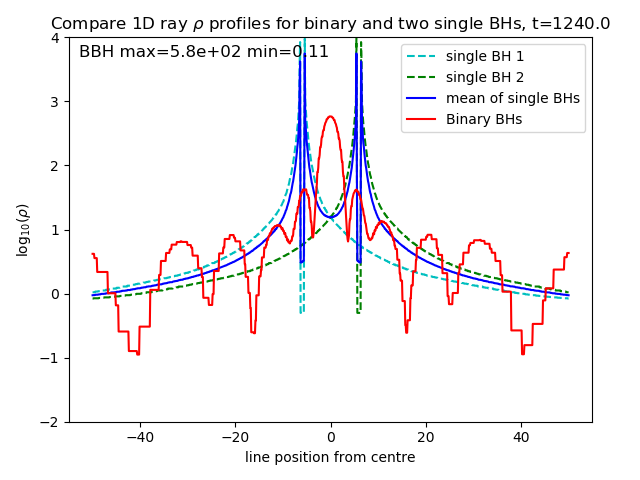 Compare 1D ray ρ profiles for binary and two single BHs, t=1240.0
BBH max=5.8e+02 min=0.11
single BH 1
single BH 2
mean of single BHs
Binary BHs
log10(ρ)
4
3
2
1
0
−1
−2
−40
−20
0
20
40
line position from centre